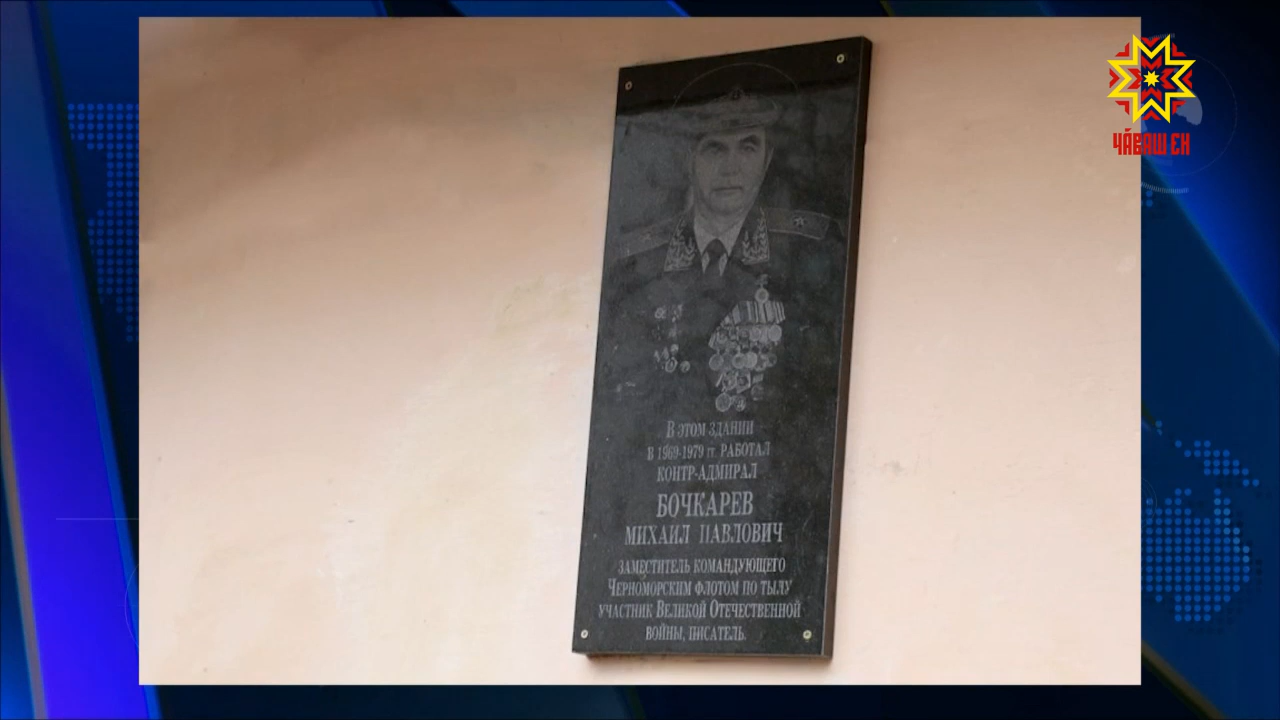 ЧӐВАШ ЕН
В ЭТОМ ЗДАНИИ
В 1969-1979 гг. РАБОТАЛ
КОНТР-АДМИРАЛ
БОЧКАРЕВ
МИХАИЛ ПАВЛОВИЧ
ЗАМЕСТИТЕЛЬ КОМАНДУЮЩЕГО
ЧЕРНОМОРСКИМ ФЛОТОМ ПО ТЫЛУ
УЧАСТНИК ВЕЛИКОЙ ОТЕЧЕСТВЕННОЙ
ВОЙНЫ, ПИСАТЕЛЬ.